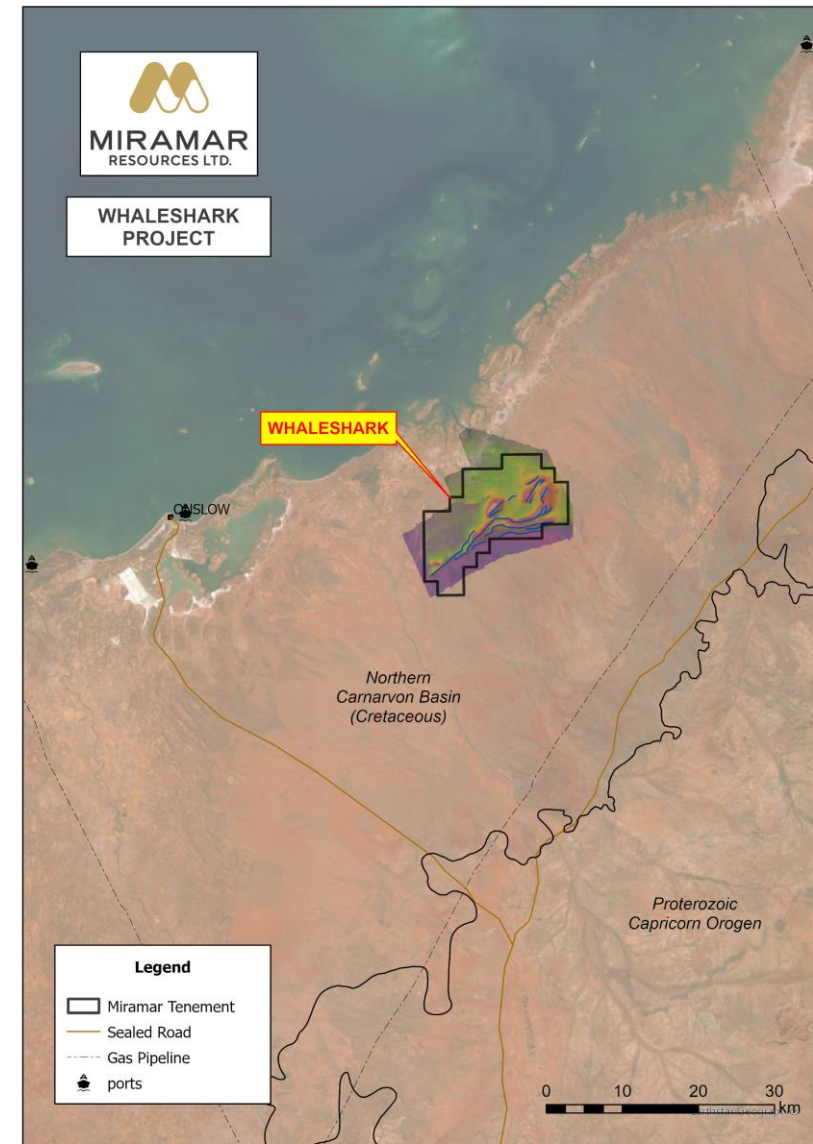 MIRAMAR
RESOURCES LTD.
WHALESHARK
PROJECT
WHALESHARK
ONSLOW
Northern
Carnarvon Basin
(Cretaceous)
Proterozoic
Capricorn Orogen
Legend
Miramar Tenement
Sealed Road
Gas Pipeline
ports
0 10 20 30
km